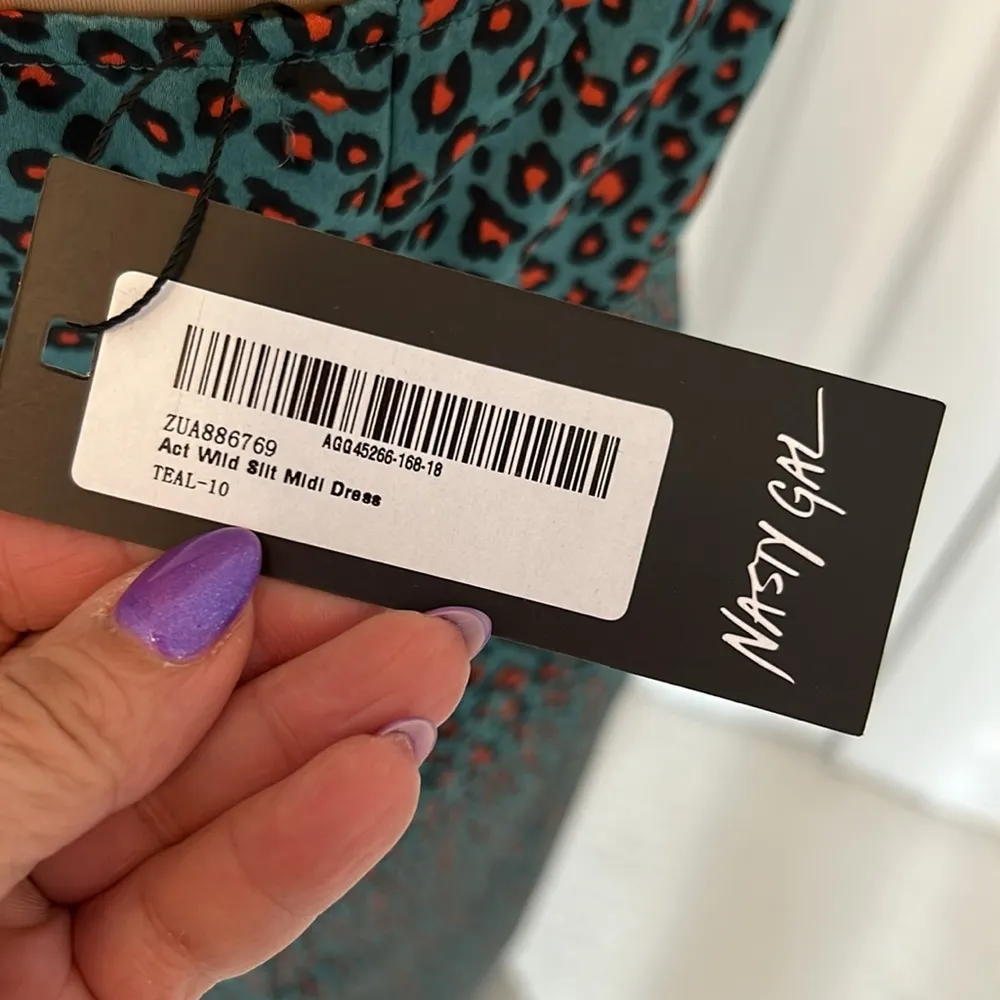 ZUA886769 AGG45266-168-18
Act Wild Slit Midi Dress
TEAL-10
NASTY GAL